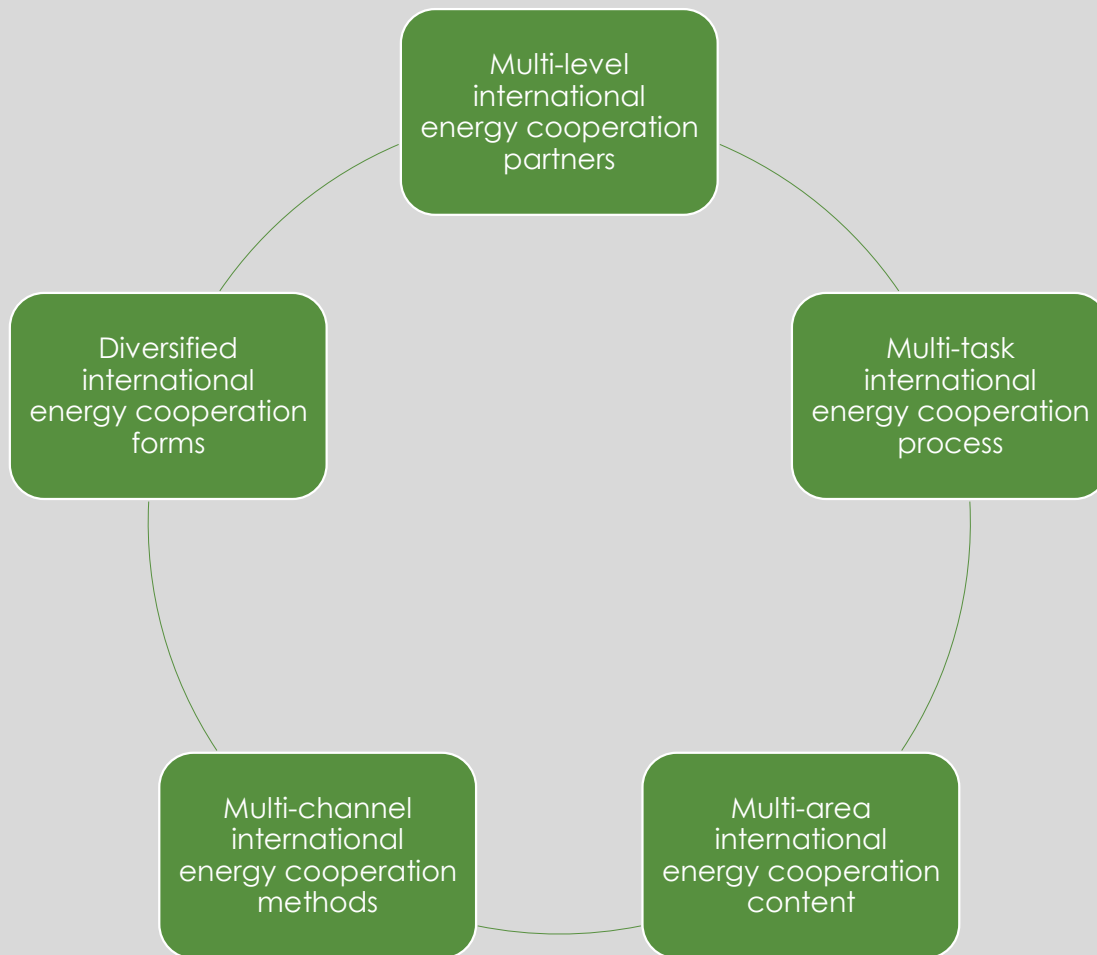 Multi-level
international
energy cooperation
partners
Multi-task
international
energy cooperation
process
Multi-area
international
energy cooperation
content
Multi-channel
international
energy cooperation
methods
Diversified
international
energy cooperation
forms